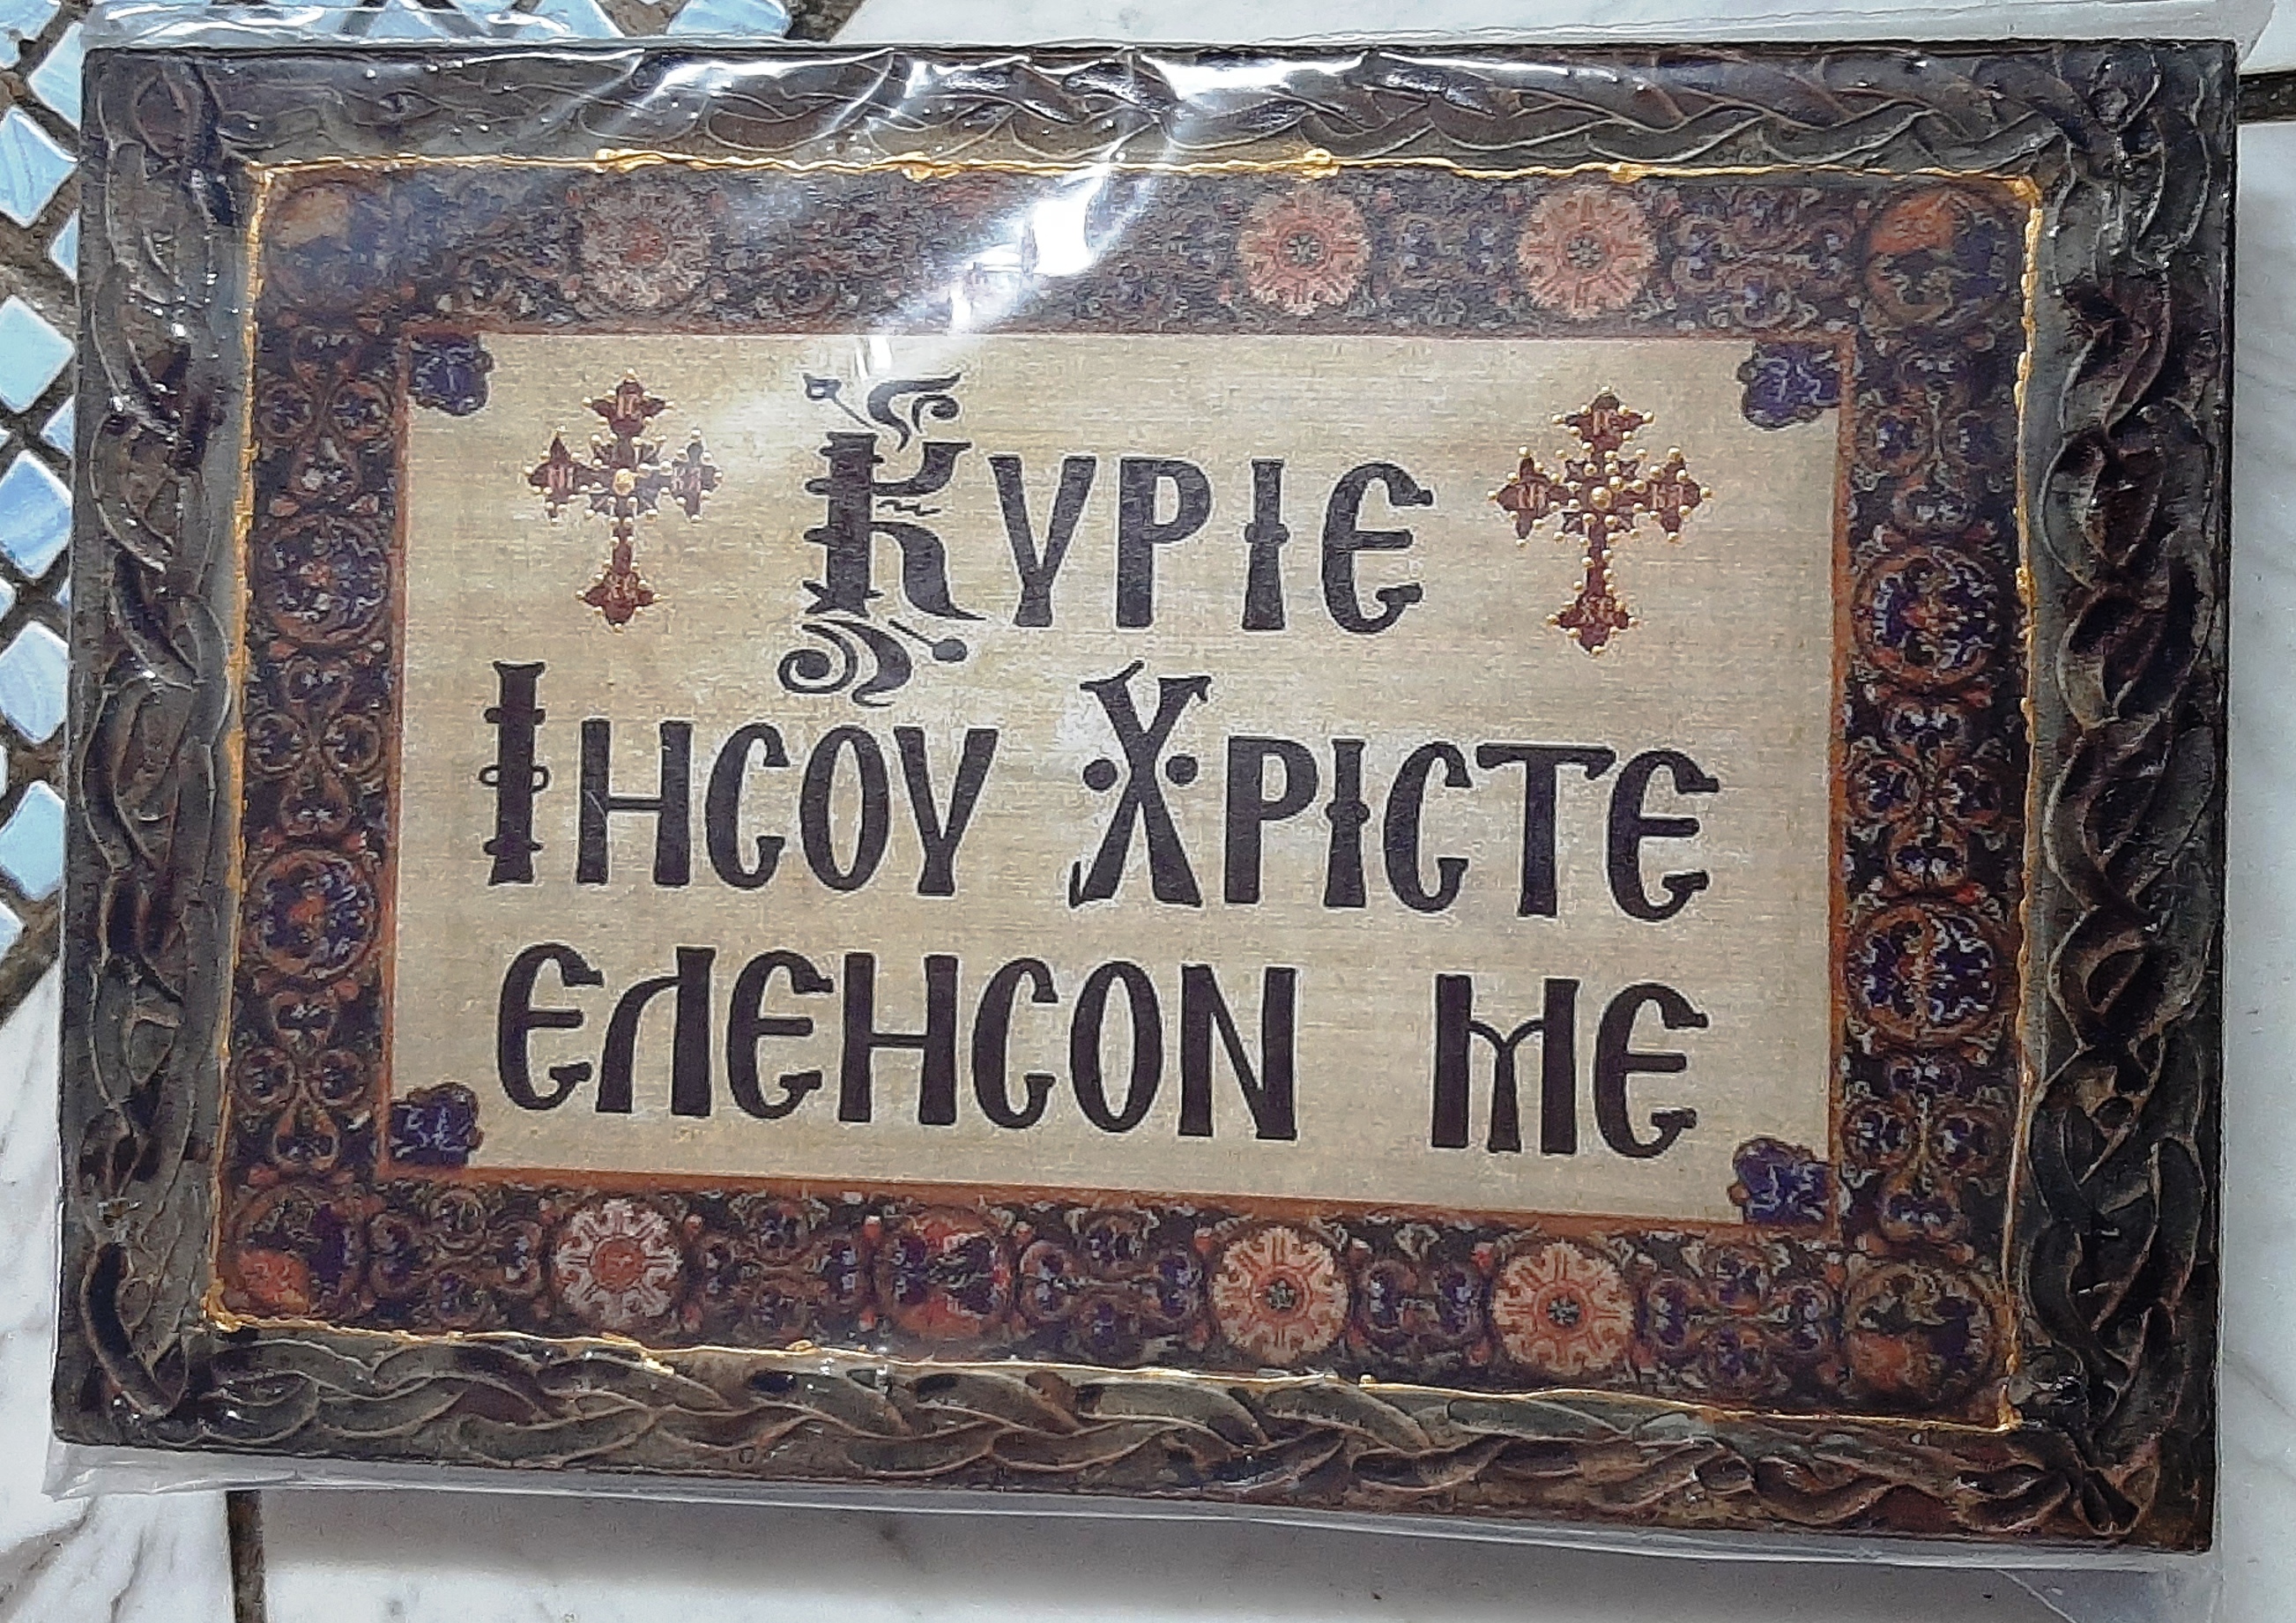 Κυριε
Ιησου Χριστε
ελεησον με